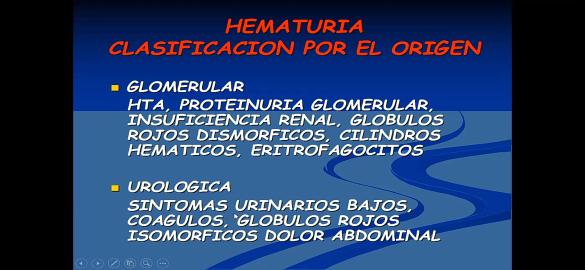 HEMATURIA
CLASIFICACION POR EL ORIGEN
GLOMERULAR
HTA, PROTEINURIA GLOMERULAR,
INSUFICIENCIA RENAL, GLOBULOS
ROJOS DISMORFICOS, CILINDROS
HEMATICOS, ERITROFAGOCITOS
UROLOGICA
SINTOMAS URINARIOS BAJOS,
COAGULOS, GLOBULOS ROJOS
ISOMORFICOS DOLOR ABDOMINAL